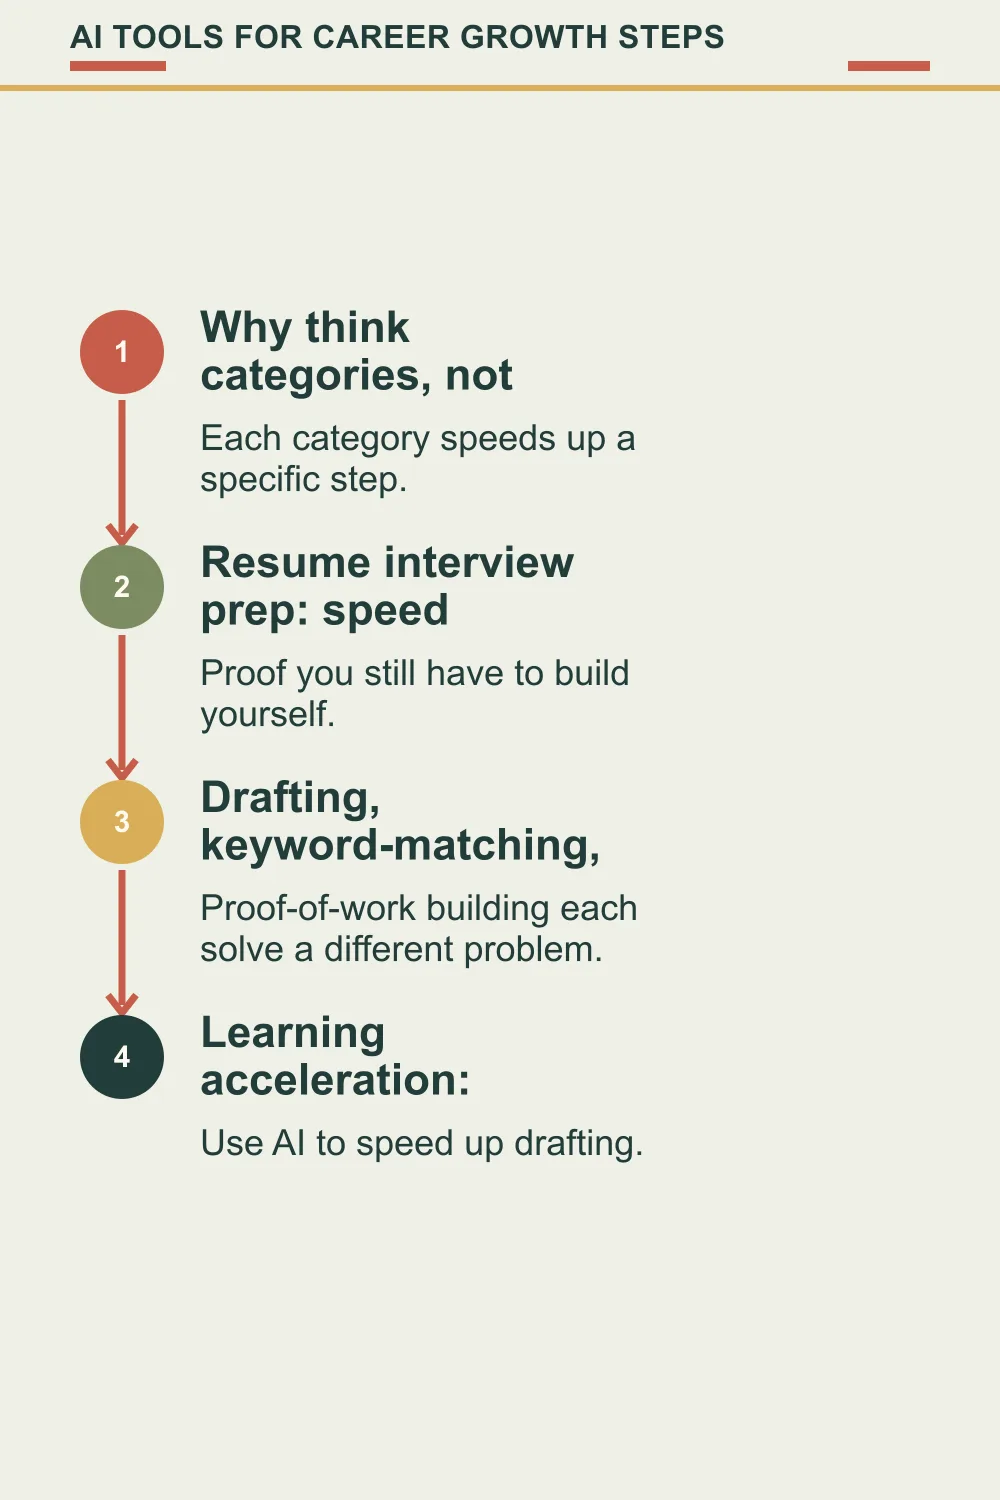 AI TOOLS FOR CAREER GROWTH STEPS
1
Why think
categories, not
Each category speeds up a
specific step.
2
Resume interview
prep: speed
Proof you still have to build
yourself.
3
Drafting,
keyword-matching,
Proof-of-work building each
solve a different problem.
4
Learning
acceleration:
Use AI to speed up drafting.